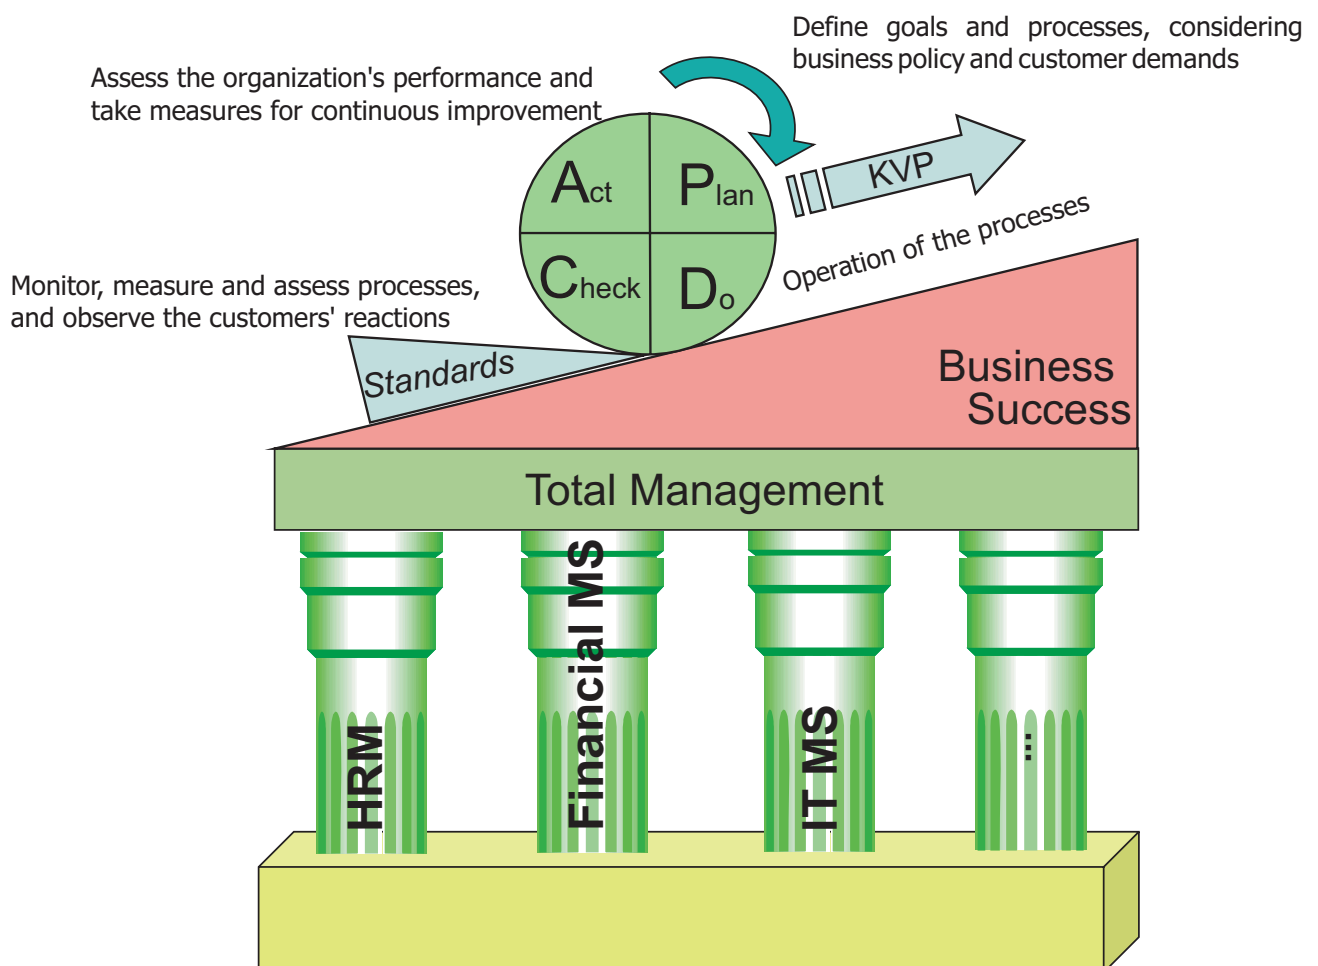 Define goals and processes, considering
business policy and customer demands
Assess the organization's performance and
take measures for continuous improvement
Act
Plan
KVP
Check
Do
Operation of the processes
Monitor, measure and assess processes,
and observe the customers' reactions
Standards
Business
Success
Total Management
HRM
Financial MS
IT MS
...